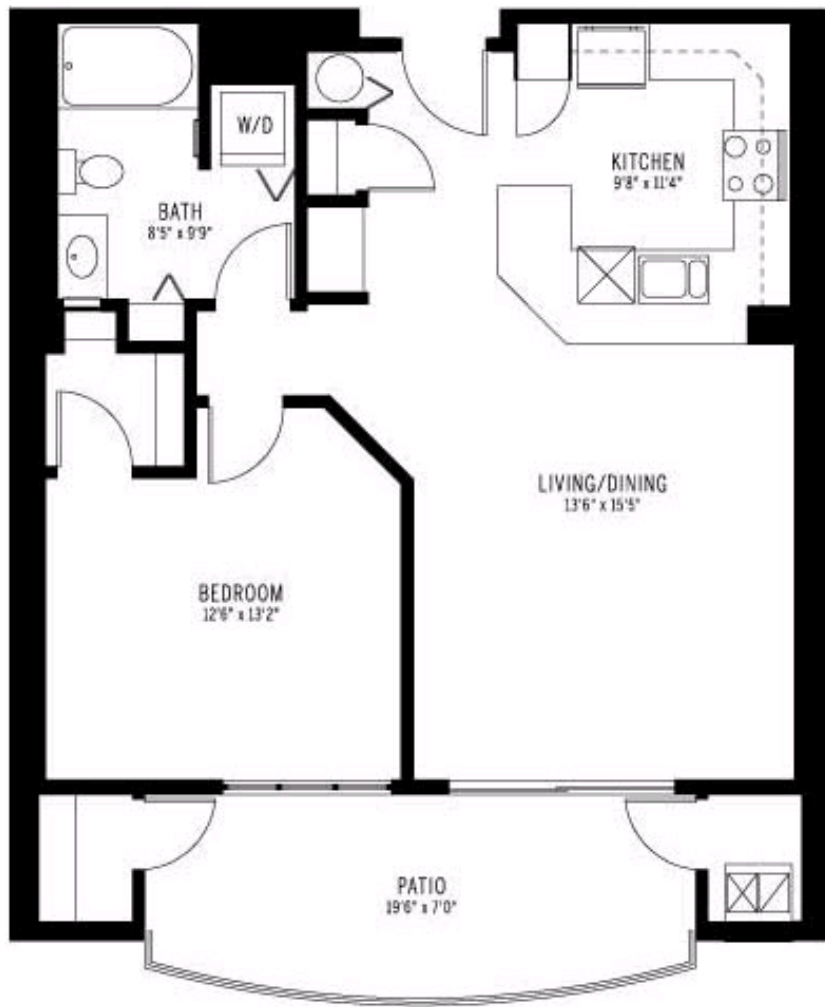 W/D
KITCHEN
9'8" x 11'4"
BATH
8'5" x 9'9"
LIVING/DINING
13'6" x 15'5"
BEDROOM
12'6" x 13'2"
PATIO
19'6" x 7'0"